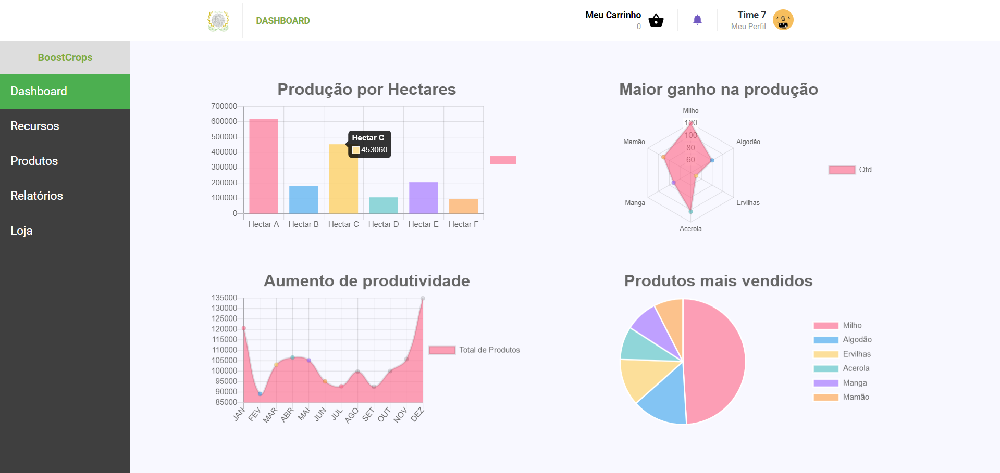 DASHBOARD
Meu Carrinho
0
Time 7
Meu Perfil
BoostCrops
Dashboard
Recursos
Produtos
Relatórios
Loja
Produção por Hectares
700000
600000
500000
400000
300000
200000
100000
0
Hectar C
453060
Hectar A Hectar B Hectar C Hectar D Hectar E Hectar F
Maior ganho na produção
Milho
120
100
80
60
Mamão
Algodão
Manga
Ervilhas
Acerola
Qtd
Aumento de produtividade
135000
130000
125000
120000
115000
110000
105000
100000
95000
90000
85000
JAN FEV MAR ABR MAI JUN JUL AGO SET OUT NOV DEZ
Total de Produtos
Produtos mais vendidos
Milho
Algodão
Ervilhas
Acerola
Manga
Mamão